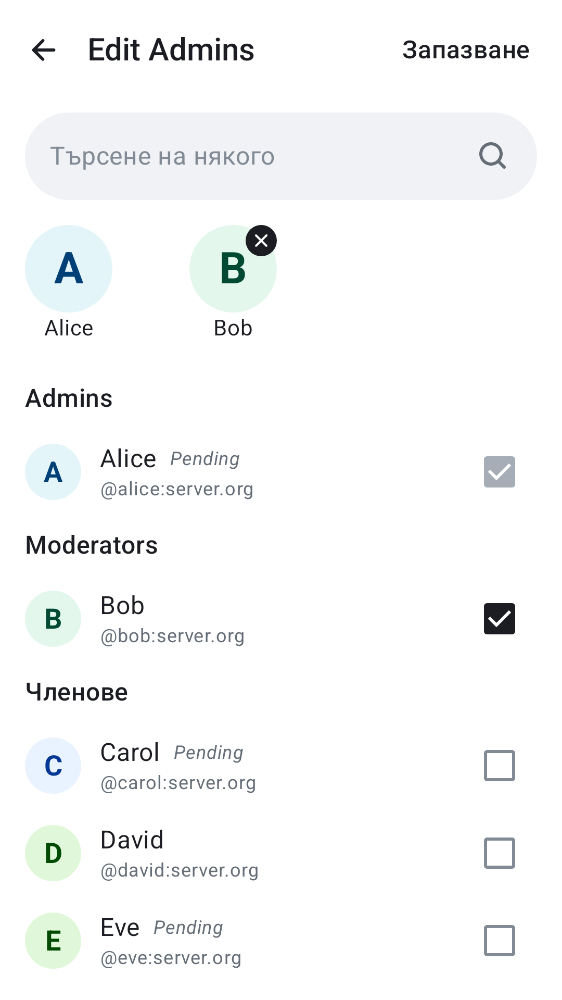 Edit Admins
Запазване
Търсене на някого
A
B
Alice
Bob
Admins
A
Alice Pending
@alice:server.org
Moderators
B
Bob
@bob:server.org
Членове
C
Carol Pending
@carol:server.org
D
David
@david:server.org
E
Eve Pending
@eve:server.org